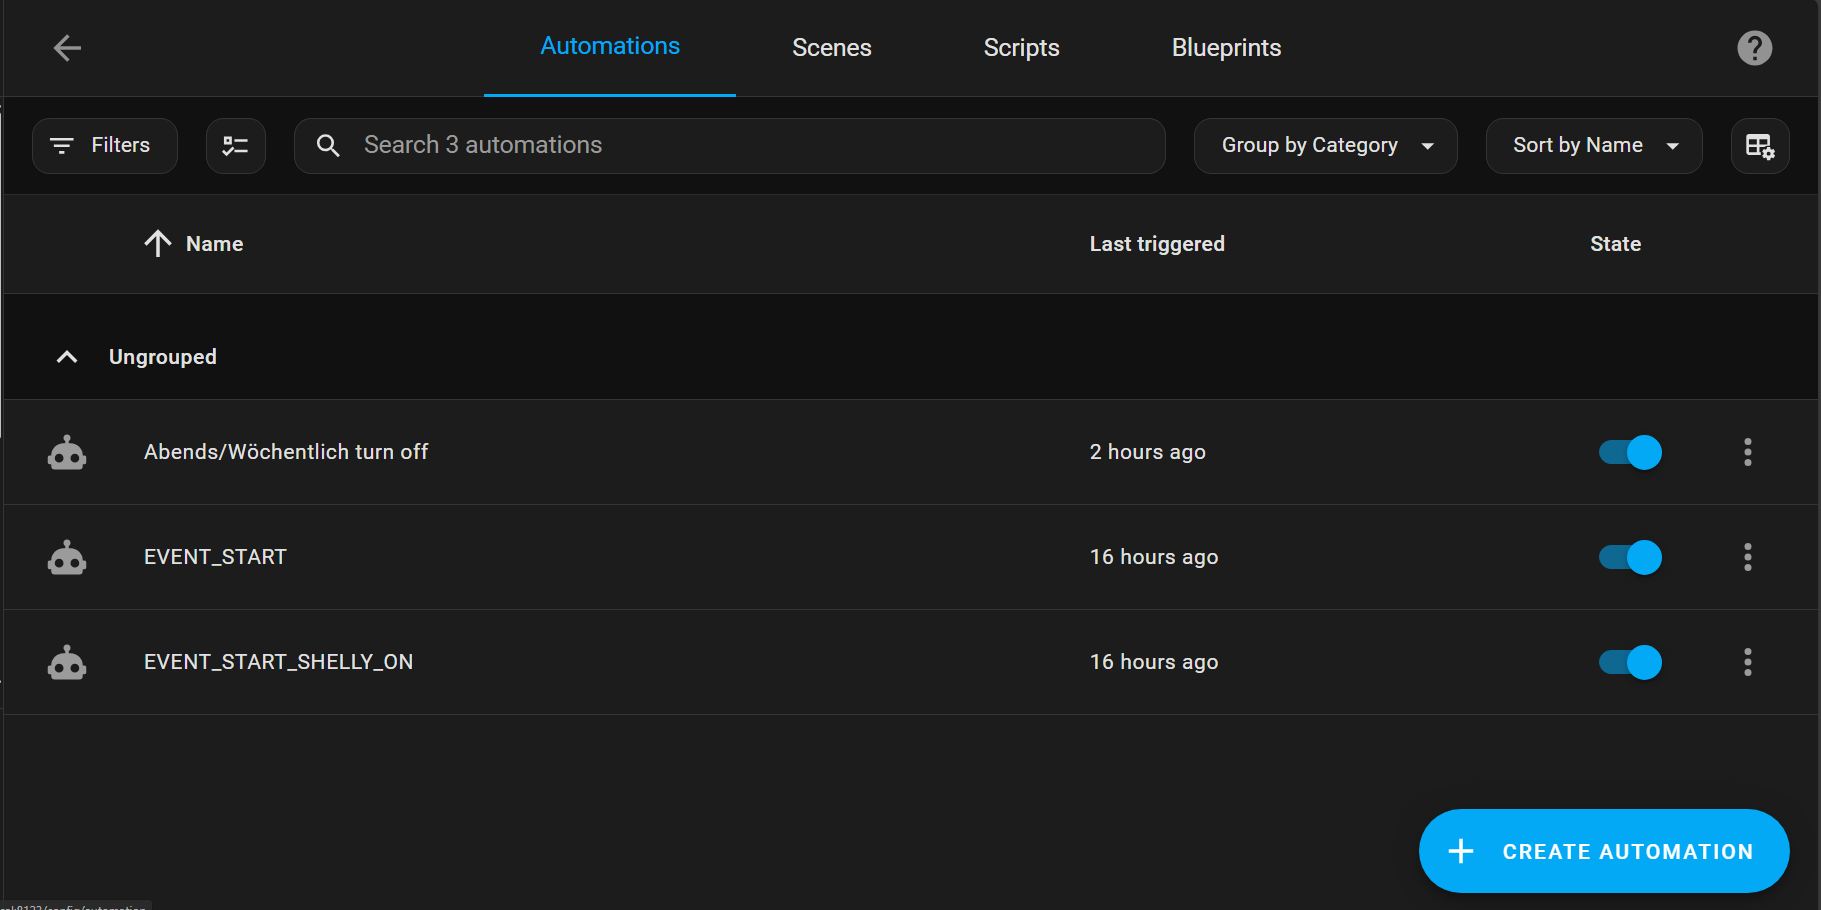 Automations Scenes Scripts Blueprints
Filters Search 3 automations Group by Category Sort by Name
Name Last triggered State
Ungrouped
Abends/Wöchentlich turn off 2 hours ago
EVENT_START 16 hours ago
EVENT_START_SHELLY_ON 16 hours ago
CREATE AUTOMATION